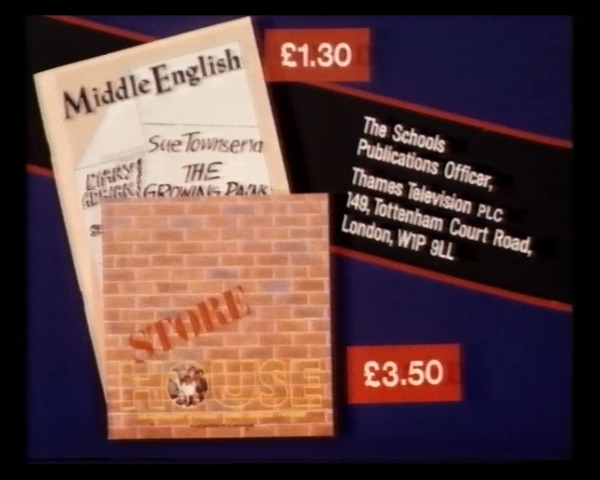 Middle English
£1.30
Sue Townsend
THE
GROWING PAINS
DIARY
The Schools
Publications Officer,
Thames Television PLC
149, Tottenham Court Road,
London, W1P 9LL
STORE
HOUSE
£3.50